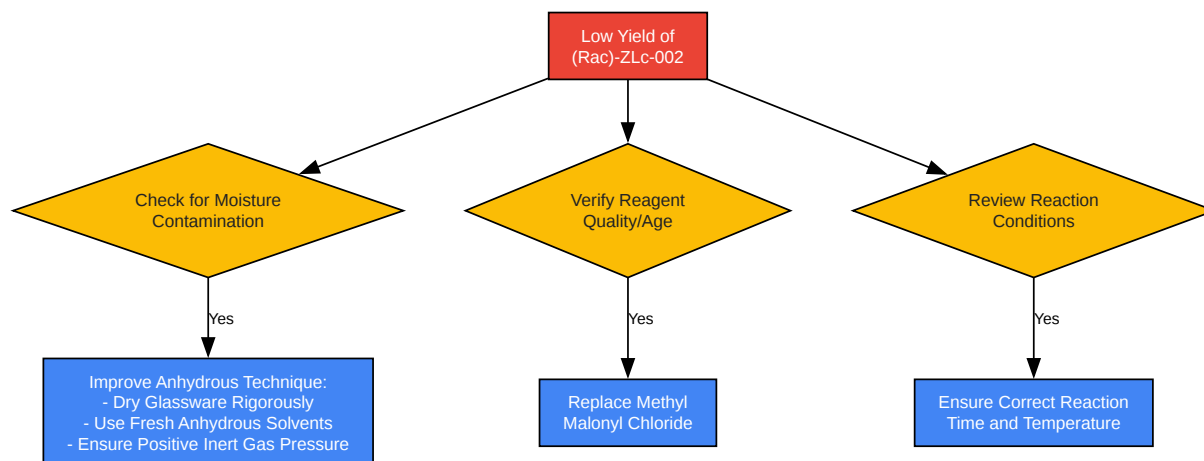 Low Yield of
(Rac)-ZLc-002
Check for Moisture
Contamination
Verify Reagent
Quality/Age
Review Reaction
Conditions
Yes
Yes
Yes
Improve Anhydrous Technique:
- Dry Glassware Rigorously
- Use Fresh Anhydrous Solvents
- Ensure Positive Inert Gas Pressure
Replace Methyl
Malonyl Chloride
Ensure Correct Reaction
Time and Temperature